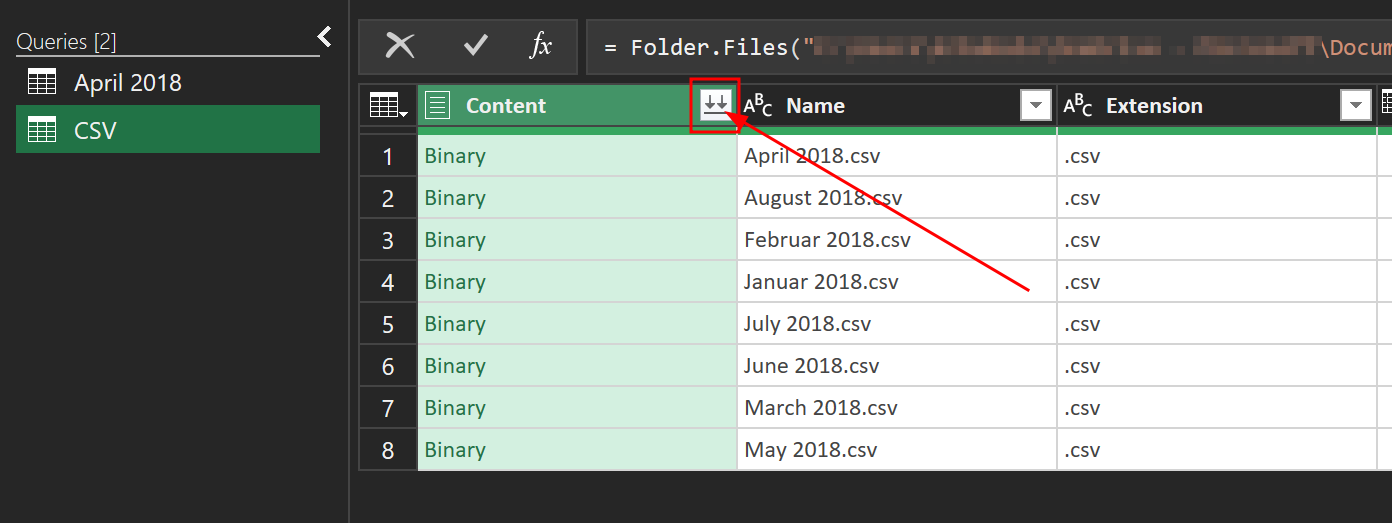 Queries [2]
April 2018
CSV
fx = Folder.Files(" \Docum
Content ABC Name ABC Extension
1 Binary April 2018.csv .csv
2 Binary August 2018.csv .csv
3 Binary Februar 2018.csv .csv
4 Binary Januar 2018.csv .csv
5 Binary July 2018.csv .csv
6 Binary June 2018.csv .csv
7 Binary March 2018.csv .csv
8 Binary May 2018.csv .csv